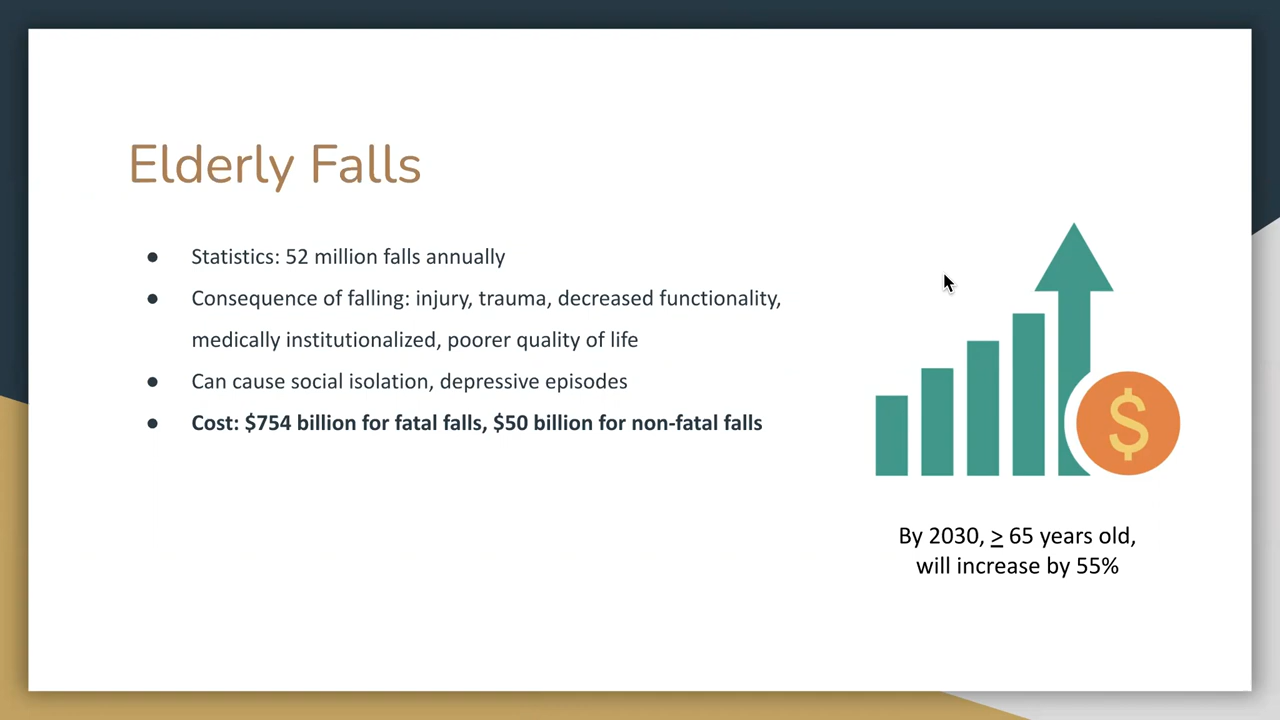 Elderly Falls
● Statistics: 52 million falls annually
● Consequence of falling: injury, trauma, decreased functionality,
medically institutionalized, poorer quality of life
● Can cause social isolation, depressive episodes
● Cost: $754 billion for fatal falls, $50 billion for non-fatal falls
$
By 2030, ≥ 65 years old,
will increase by 55%